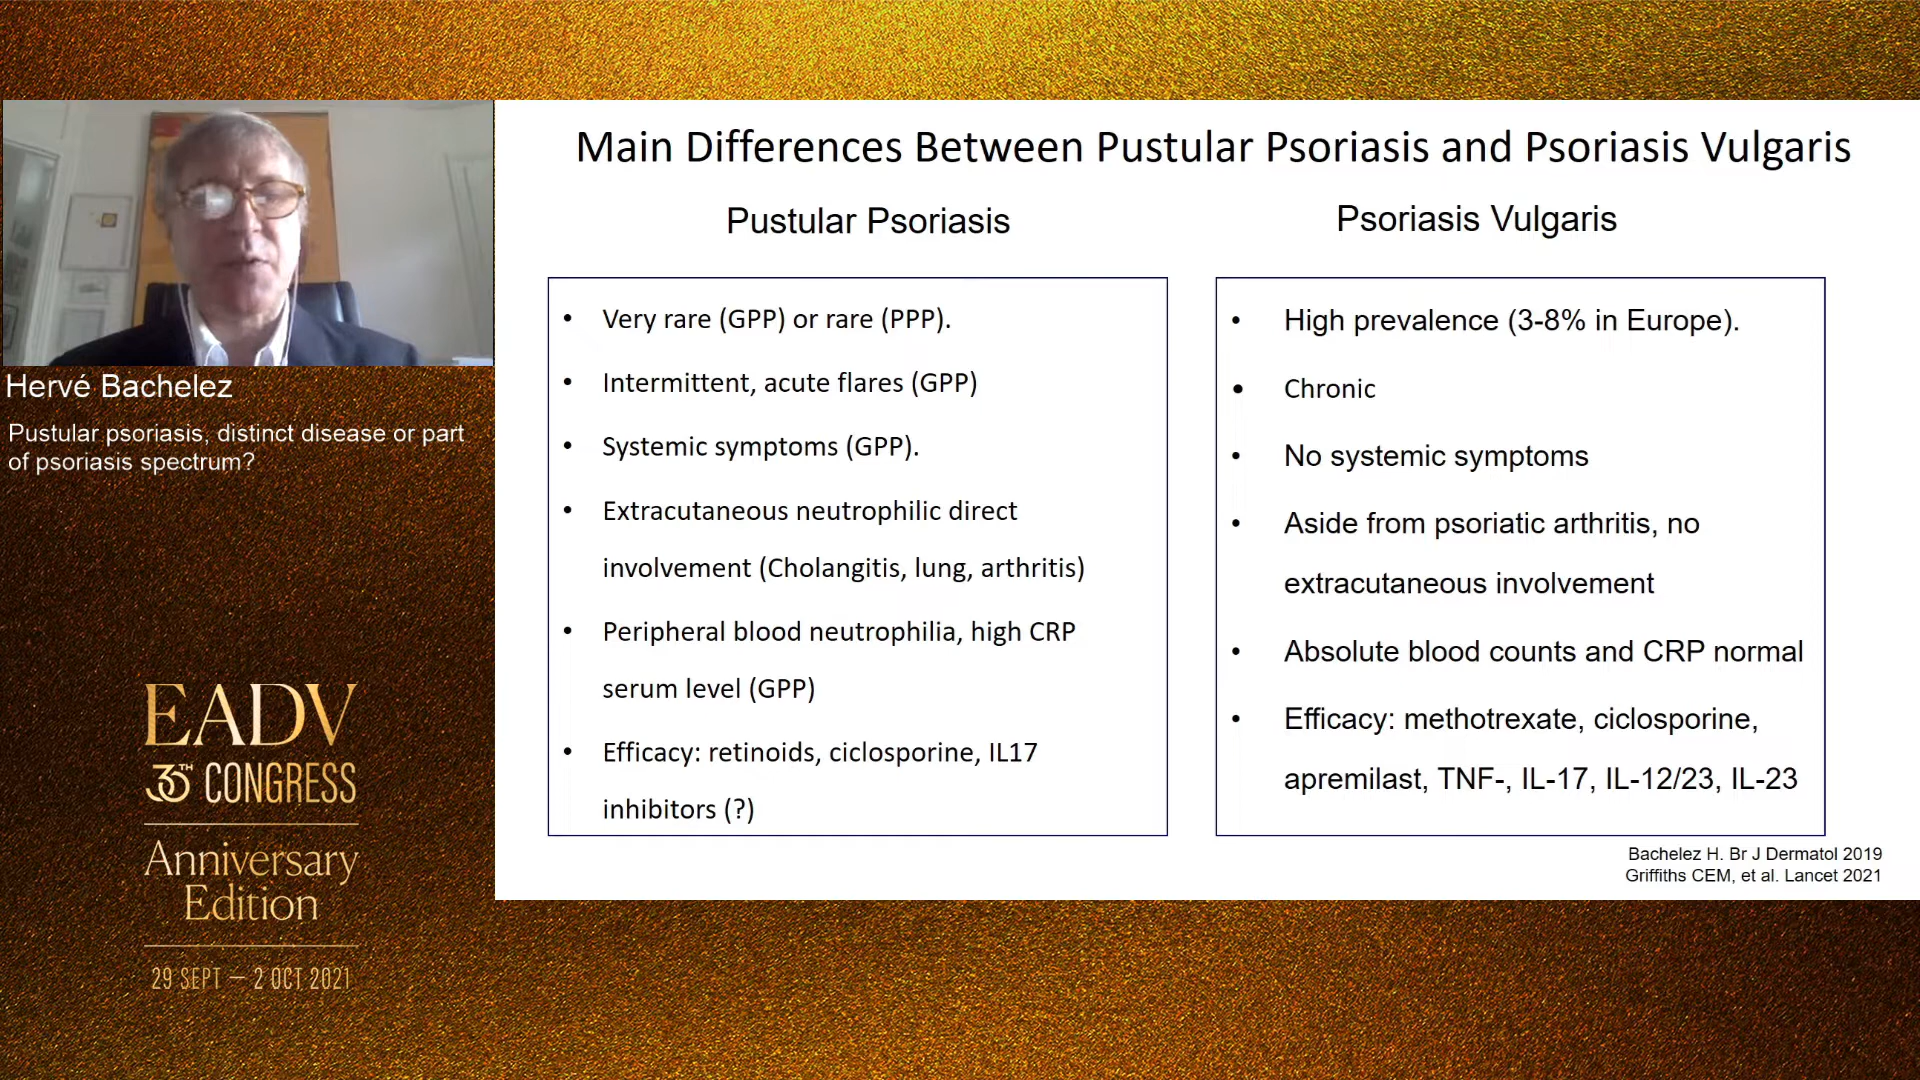 Main Differences Between Pustular Psoriasis and Psoriasis Vulgaris
Pustular Psoriasis
• Very rare (GPP) or rare (PPP).
• Intermittent, acute flares (GPP)
• Systemic symptoms (GPP).
• Extracutaneous neutrophilic direct
involvement (Cholangitis, lung, arthritis)
• Peripheral blood neutrophilia, high CRP
serum level (GPP)
• Efficacy: retinoids, ciclosporine, IL17
inhibitors (?)
Psoriasis Vulgaris
• High prevalence (3-8% in Europe).
• Chronic
• No systemic symptoms
• Aside from psoriatic arthritis, no
extracutaneous involvement
• Absolute blood counts and CRP normal
• Efficacy: methotrexate, ciclosporine,
apremilast, TNF-, IL-17, IL-12/23, IL-23
Bachelez H. Br J Dermatol 2019
Griffiths CEM, et al. Lancet 2021
Hervé Bachelez
Pustular psoriasis, distinct disease or part
of psoriasis spectrum?
EADV
30TH CONGRESS
Anniversary
Edition
29 SEPT – 2 OCT 2021